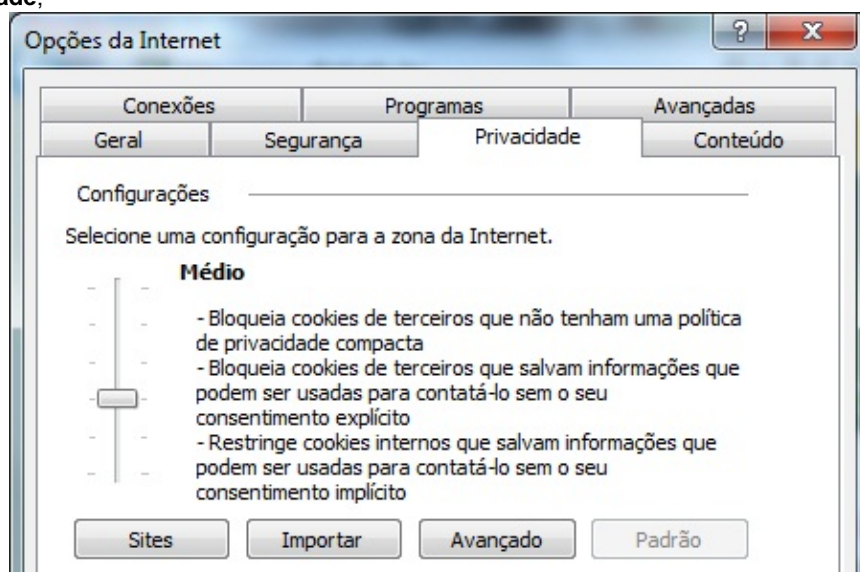 Opções da Internet
?
X
Conexões
Programas
Avançadas
Geral
Segurança
Privacidade
Conteúdo
Configurações
Selecione uma configuração para a zona da Internet.
Médio
- Bloqueia cookies de terceiros que não tenham uma política
de privacidade compacta
- Bloqueia cookies de terceiros que salvam informações que
podem ser usadas para contatá-lo sem o seu
consentimento explícito
- Restringe cookies internos que salvam informações que
podem ser usadas para contatá-lo sem o seu
consentimento implícito
Sites
Importar
Avançado
Padrão